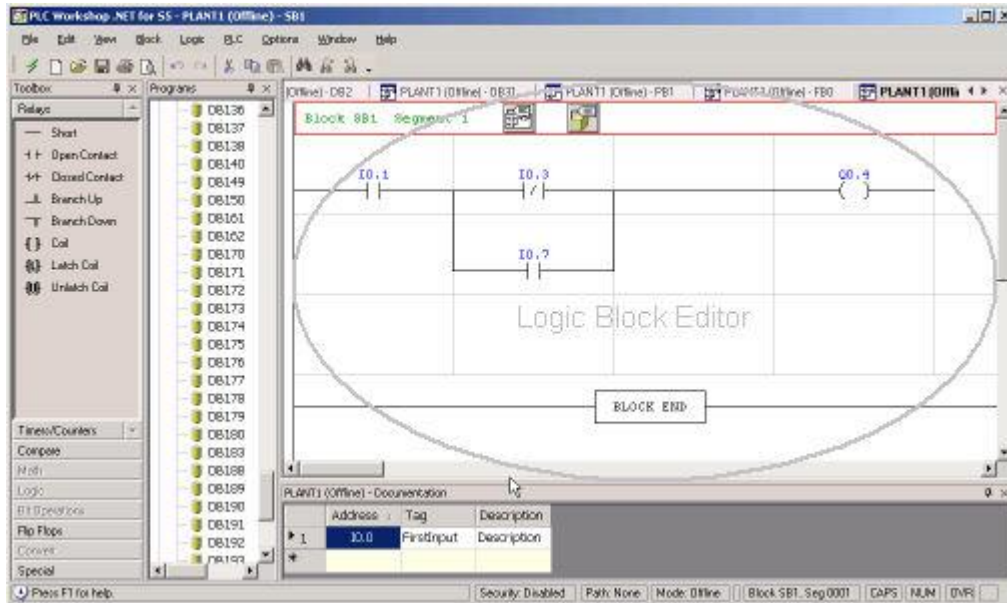 PLC Workshop .NET for S5 - PLANT1 (Offline) - SB1
File Edit View Block Logic PLC Options Window Help
Toolbox
Programs
(Offline) - DB2
PLANT1 (Offline) - DB31
PLANT1 (Offline) - PB1
PLANT1 (Offline) - FB0
PLANT1 (Offli
Relays
Short
Open Contact
Closed Contact
Branch Up
Branch Down
Coil
Latch Coil
Unlatch Coil
Timers/Counters
Compare
Math
Logic
Bit Operations
Flip Flops
Convert
Special
DB136
DB137
DB138
DB140
DB149
DB150
DB161
DB162
DB170
DB171
DB172
DB173
DB174
DB175
DB176
DB177
DB178
DB179
DB180
DB183
DB188
DB189
DB190
DB191
DB192
DB193
Block SB1 Segment 1
I0.1 I0.3 Q0.4
I0.7
Logic Block Editor
BLOCK END
PLANT1 (Offline) - Documentation
Address Tag Description
1 I0.0 FirstInput Description
Press F1 for help.
Security: Disabled
Path: None
Mode: Offline
Block SB1, Seg 0001
CAPS NUM OVR